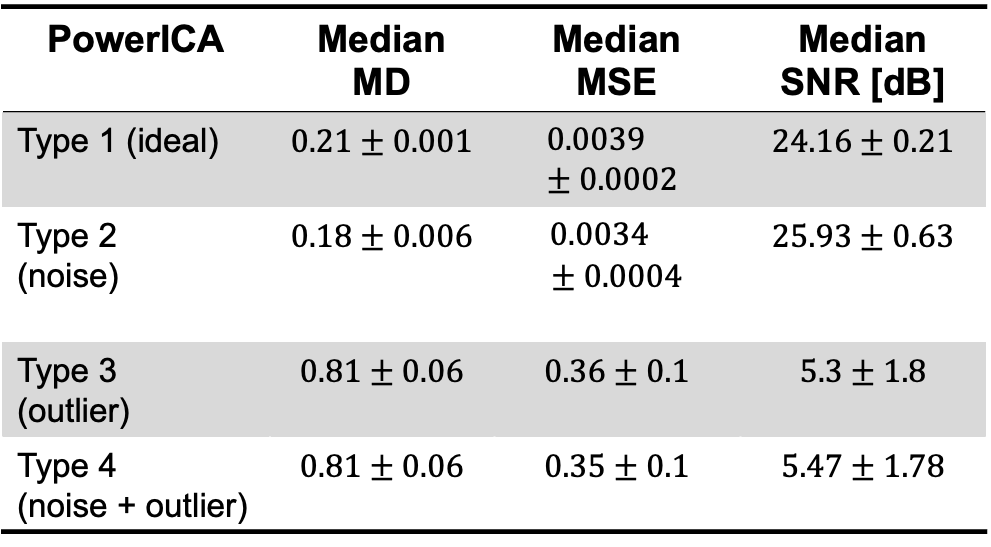 PowerICA Median MD Median MSE Median SNR [dB]
Type 1 (ideal) 0.21 ± 0.001 0.0039 ± 0.0002 24.16 ± 0.21
Type 2 (noise) 0.18 ± 0.006 0.0034 ± 0.0004 25.93 ± 0.63
Type 3 (outlier) 0.81 ± 0.06 0.36 ± 0.1 5.3 ± 1.8
Type 4 (noise + outlier) 0.81 ± 0.06 0.35 ± 0.1 5.47 ± 1.78